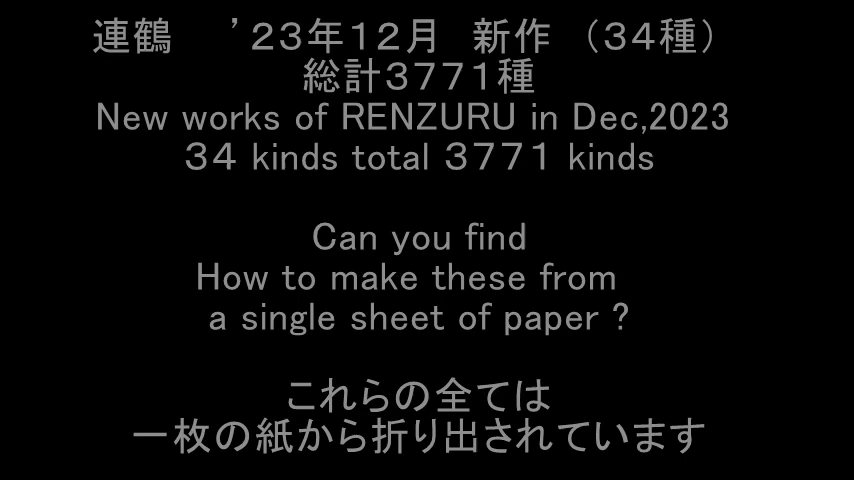 連鶴　’２３年１２月　新作　（３４種）
総計３７７１種
New works of RENZURU in Dec,2023
３４ kinds total ３７７１ kinds
Can you find
How to make these from
a single sheet of paper ?
これらの全ては
一枚の紙から折り出されています